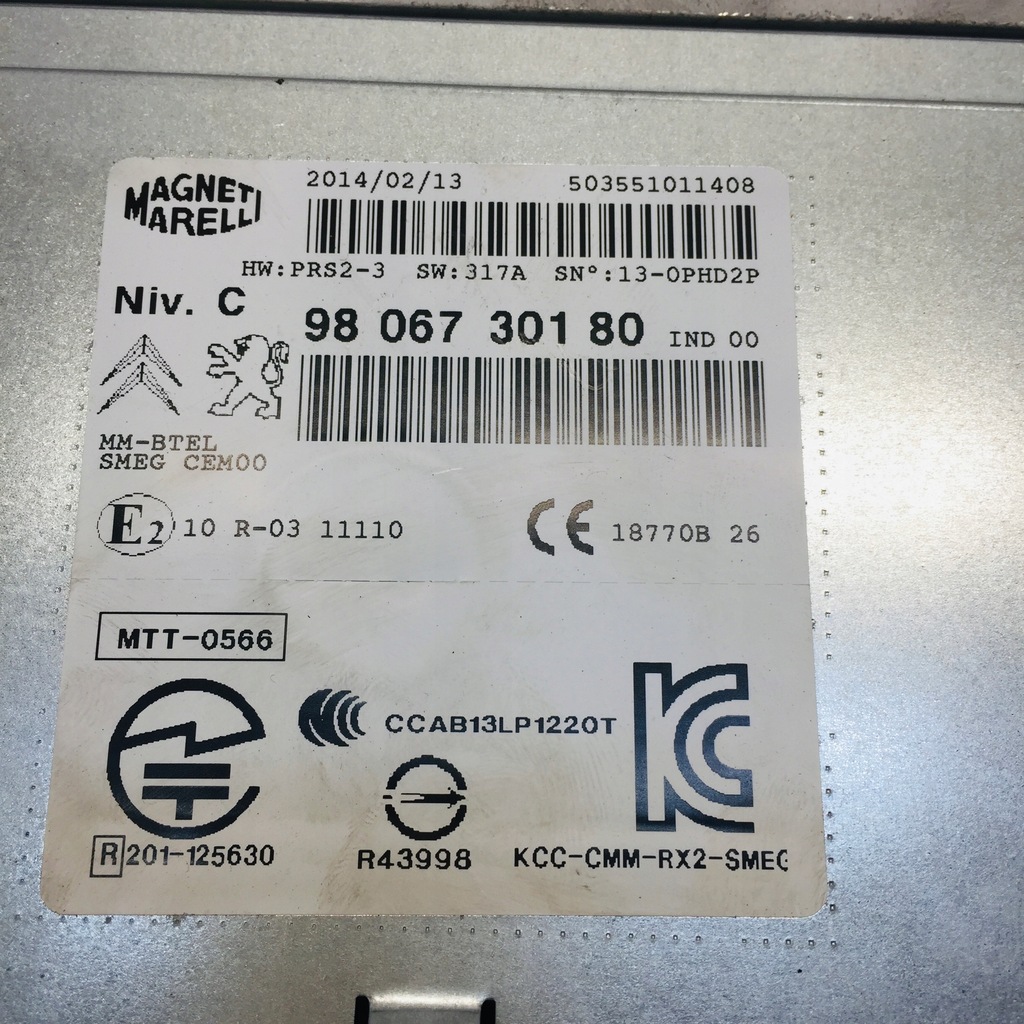 MAGNETI
MARELLI
2014/02/13 503551011408
HW:PRS2-3 SW:317A SN°:13-0PHD2P
Niv. C
98 067 301 80 IND 00
MM-BTEL
SMEG CEM00
E2 10 R-03 11110
CE 18770B 26
MTT-0566
CCAB13LP1220T
KC
R 201-125630
R43998
KCC-CMM-RX2-SMEG